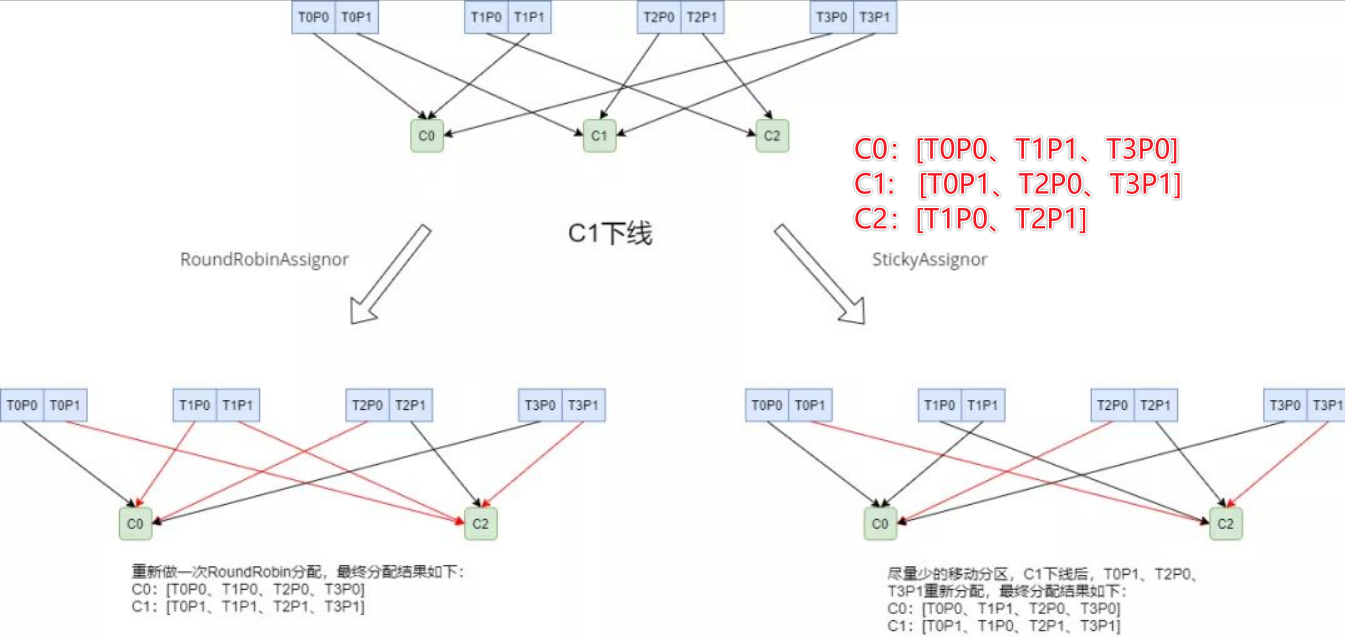 T0P0 T0P1 T1P0 T1P1 T2P0 T2P1 T3P0 T3P1
C0 C1 C2
C0：[T0P0、T1P1、T3P0]
C1： [T0P1、T2P0、T3P1]
C2：[T1P0、T2P1]
C1下线
RoundRobinAssignor
StickyAssignor
T0P0 T0P1 T1P0 T1P1 T2P0 T2P1 T3P0 T3P1
C0 C2
重新做一次RoundRobin分配，最终分配结果如下：
C0：[T0P0、T1P0、T2P0、T3P0]
C1：[T0P1、T1P1、T2P1、T3P1]
T0P0 T0P1 T1P0 T1P1 T2P0 T2P1 T3P0 T3P1
C0 C2
尽量少的移动分区，C1下线后，T0P1、T2P0、
T3P1重新分配，最终分配结果如下：
C0：[T0P0、T1P1、T2P0、T3P0]
C1：[T0P1、T1P0、T2P1、T3P1]